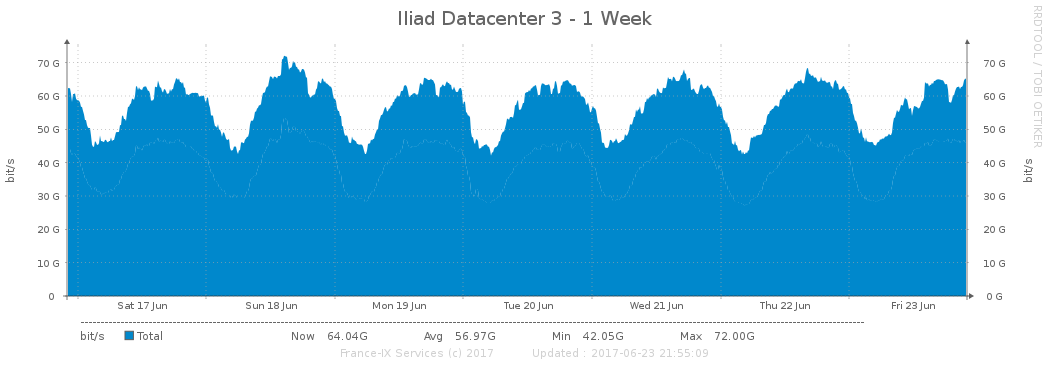 Iliad Datacenter 3 - 1 Week
RRDTOOL / TOBI OETIKER
70 G 70 G
60 G 60 G
50 G 50 G
40 G 40 G
30 G 30 G
20 G 20 G
10 G 10 G
0 0 G
bit/s bit/s
Sat 17 Jun Sun 18 Jun Mon 19 Jun Tue 20 Jun Wed 21 Jun Thu 22 Jun Fri 23 Jun
bit/s Total Now 64.04G Avg 56.97G Min 42.05G Max 72.00G
France-IX Services (c) 2017 Updated : 2017-06-23 21:55:09